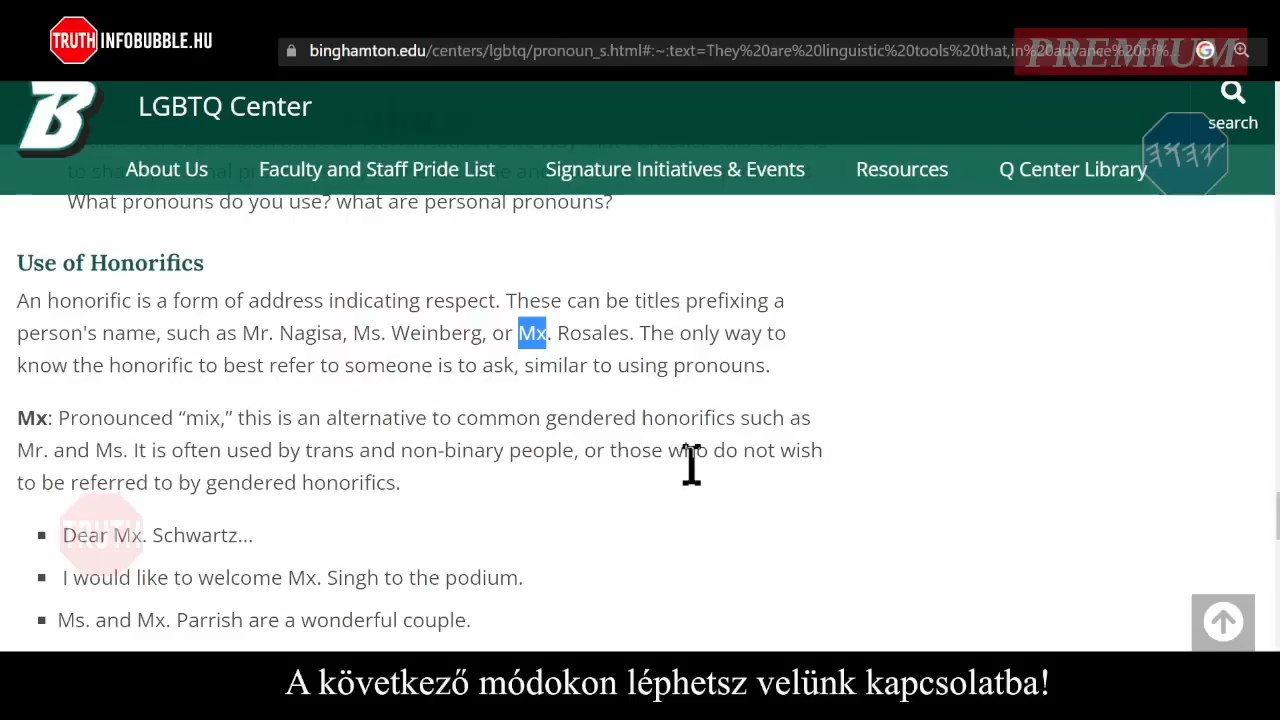 TRUTH INFOBUBBLE.HU
binghamton.edu/centers/lgbtq/pronoun_s.html#:~:text=They%20are%20linguistic%20tools%20that,in%20advance%20of%.
PREMIUM
LGBTQ Center
search
About Us Faculty and Staff Pride List Signature Initiatives & Events Resources Q Center Library
What pronouns do you use? what are personal pronouns?
Use of Honorifics
An honorific is a form of address indicating respect. These can be titles prefixing a
person's name, such as Mr. Nagisa, Ms. Weinberg, or Mx. Rosales. The only way to
know the honorific to best refer to someone is to ask, similar to using pronouns.
Mx: Pronounced “mix,” this is an alternative to common gendered honorifics such as
Mr. and Ms. It is often used by trans and non-binary people, or those who do not wish
to be referred to by gendered honorifics.
TRUTH
Dear Mx. Schwartz...
I would like to welcome Mx. Singh to the podium.
Ms. and Mx. Parrish are a wonderful couple.
A következő módokon léphetsz velünk kapcsolatba!